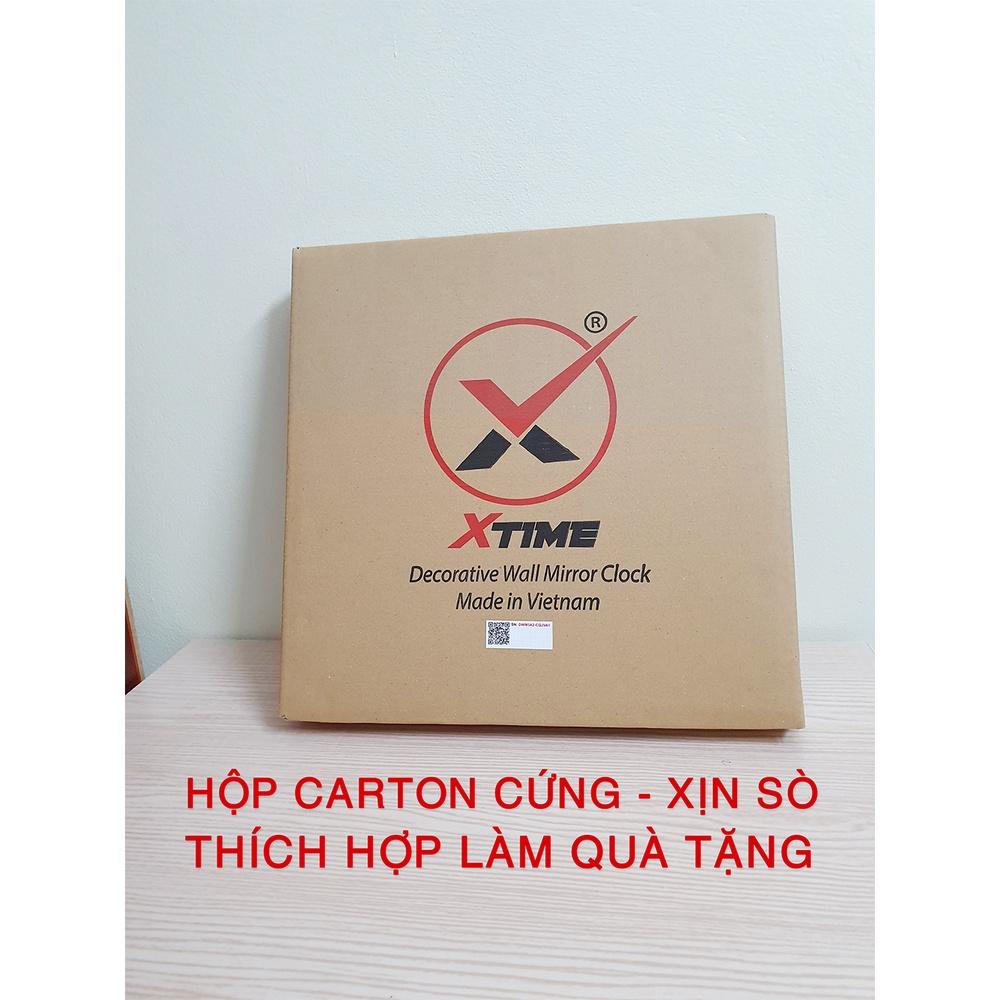 ®
XTIME
Decorative Wall Mirror Clock
Made in Vietnam
HỘP CARTON CỨNG - XỊN SÒ
THÍCH HỢP LÀM QUÀ TẶNG